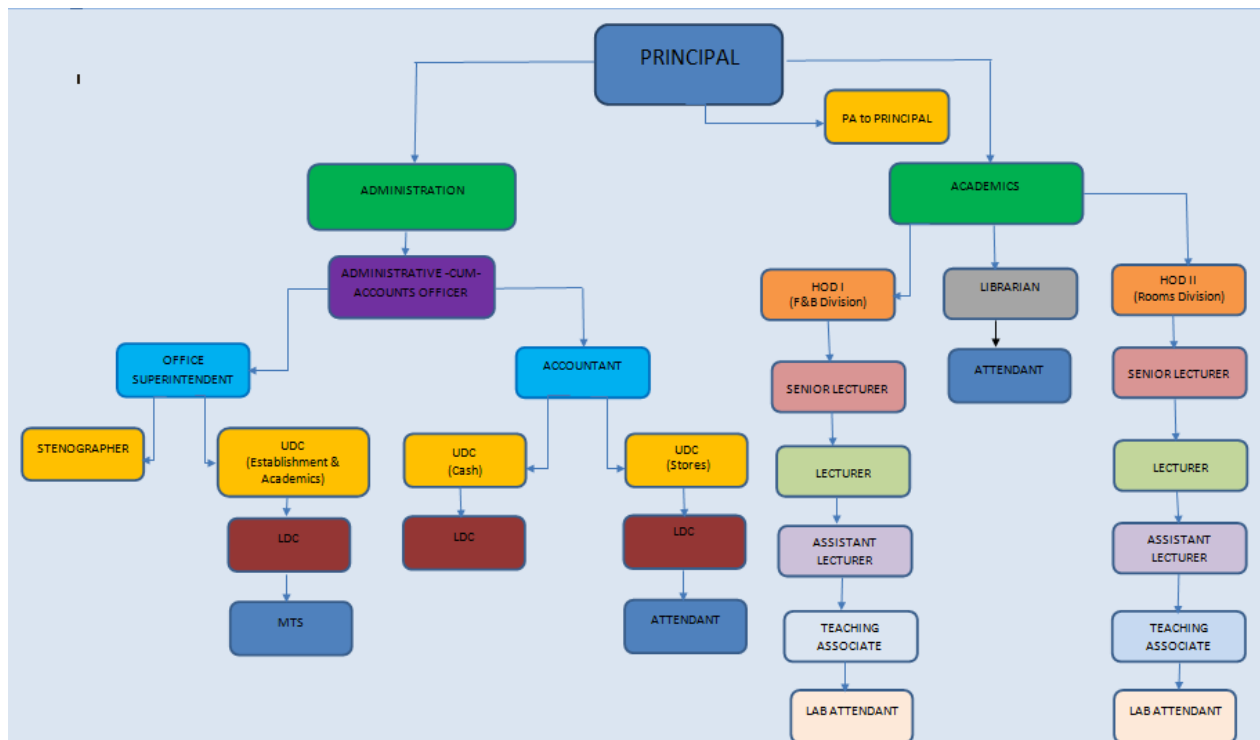 PRINCIPAL
PA to PRINCIPAL
ADMINISTRATION
ACADEMICS
ADMINISTRATIVE -CUM-
ACCOUNTS OFFICER
HOD I
(F&B Division)
LIBRARIAN
HOD II
(Rooms Division)
OFFICE
SUPERINTENDENT
ACCOUNTANT
SENIOR LECTURER
ATTENDANT
SENIOR LECTURER
STENOGRAPHER
UDC
(Establishment &
Academics)
UDC
(Cash)
UDC
(Stores)
LECTURER
LECTURER
LDC
LDC
LDC
ASSISTANT
LECTURER
ASSISTANT
LECTURER
MTS
ATTENDANT
TEACHING
ASSOCIATE
TEACHING
ASSOCIATE
LAB ATTENDANT
LAB ATTENDANT